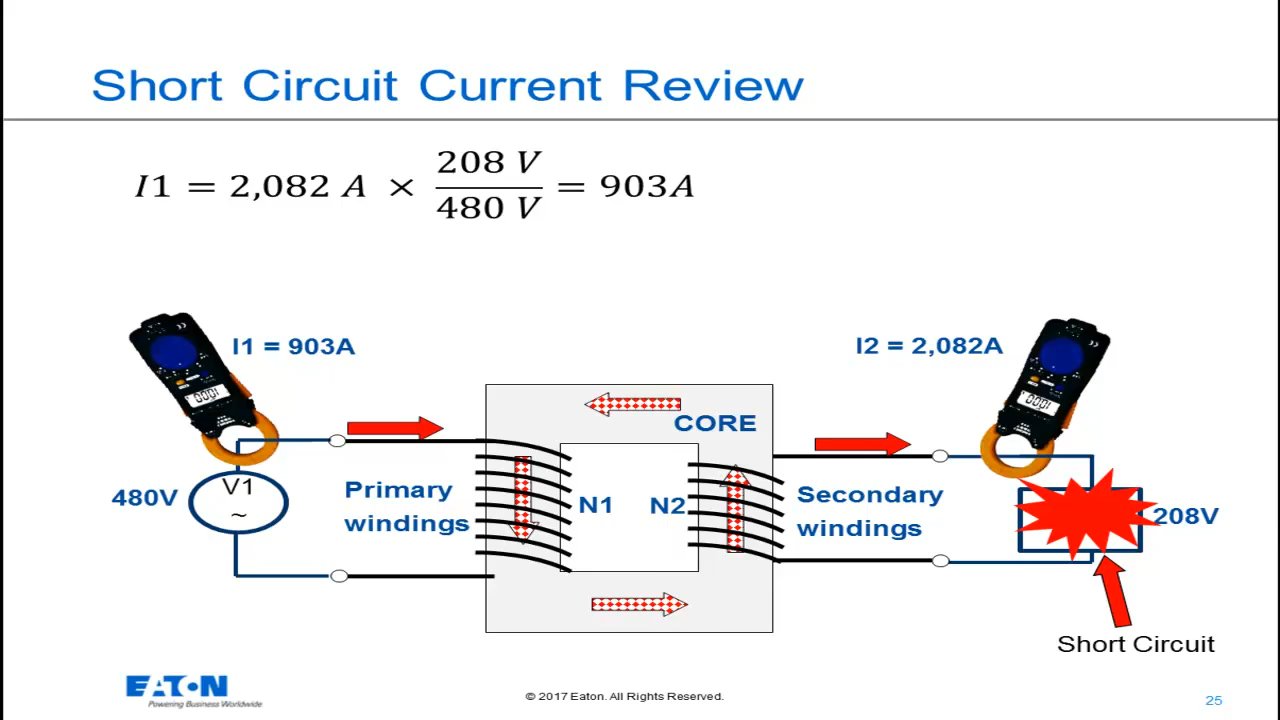 Short Circuit Current Review
I1 = 2,082 A × 208 V / 480 V = 903A
I1 = 903A
I2 = 2,082A
CORE
480V
V1
~
Primary
windings
N1
N2
Secondary
windings
208V
Short Circuit
EATON
Powering Business Worldwide
© 2017 Eaton. All Rights Reserved.
25